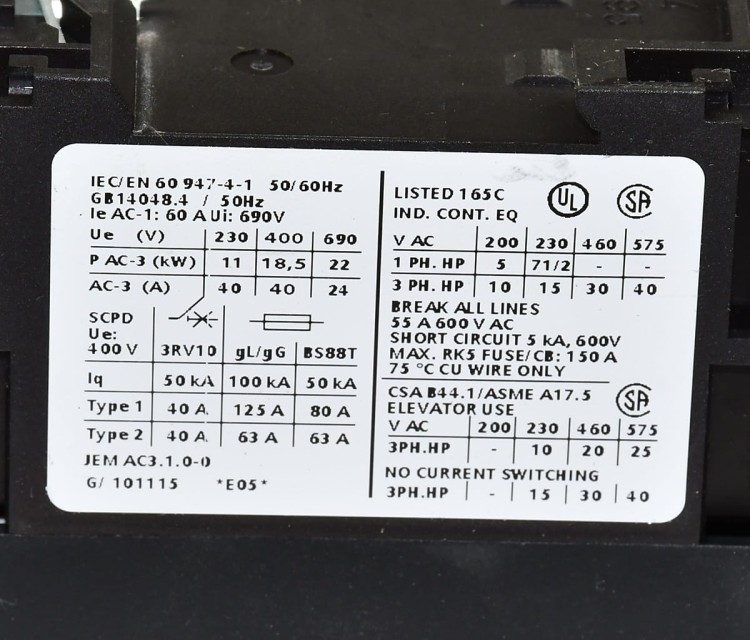 IEC/EN 60 947-4-1 50/60Hz
GB14048.4 / 50Hz
Ie AC-1: 60 A Ui: 690V
Ue (V) 230 400 690
P AC-3 (kW) 11 18,5 22
AC-3 (A) 40 40 24
SCPD
Ue:
400 V 3RV10 gL/gG BS88T
Iq 50 kA 100 kA 50 kA
Type 1 40 A 125 A 80 A
Type 2 40 A 63 A 63 A
JEM AC3.1.0-0
G/ 101115 *E05*
LISTED 165C UL SA
IND. CONT. EQ
V AC 200 230 460 575
1 PH. HP 5 71/2 - -
3 PH. HP 10 15 30 40
BREAK ALL LINES
55 A 600 V AC
SHORT CIRCUIT 5 kA, 600V
MAX. RK5 FUSE/CB: 150 A
75 °C CU WIRE ONLY
CSA B44.1/ASME A17.5 SA
ELEVATOR USE
V AC 200 230 460 575
3PH.HP - 10 20 25
NO CURRENT SWITCHING
3PH.HP - 15 30 40